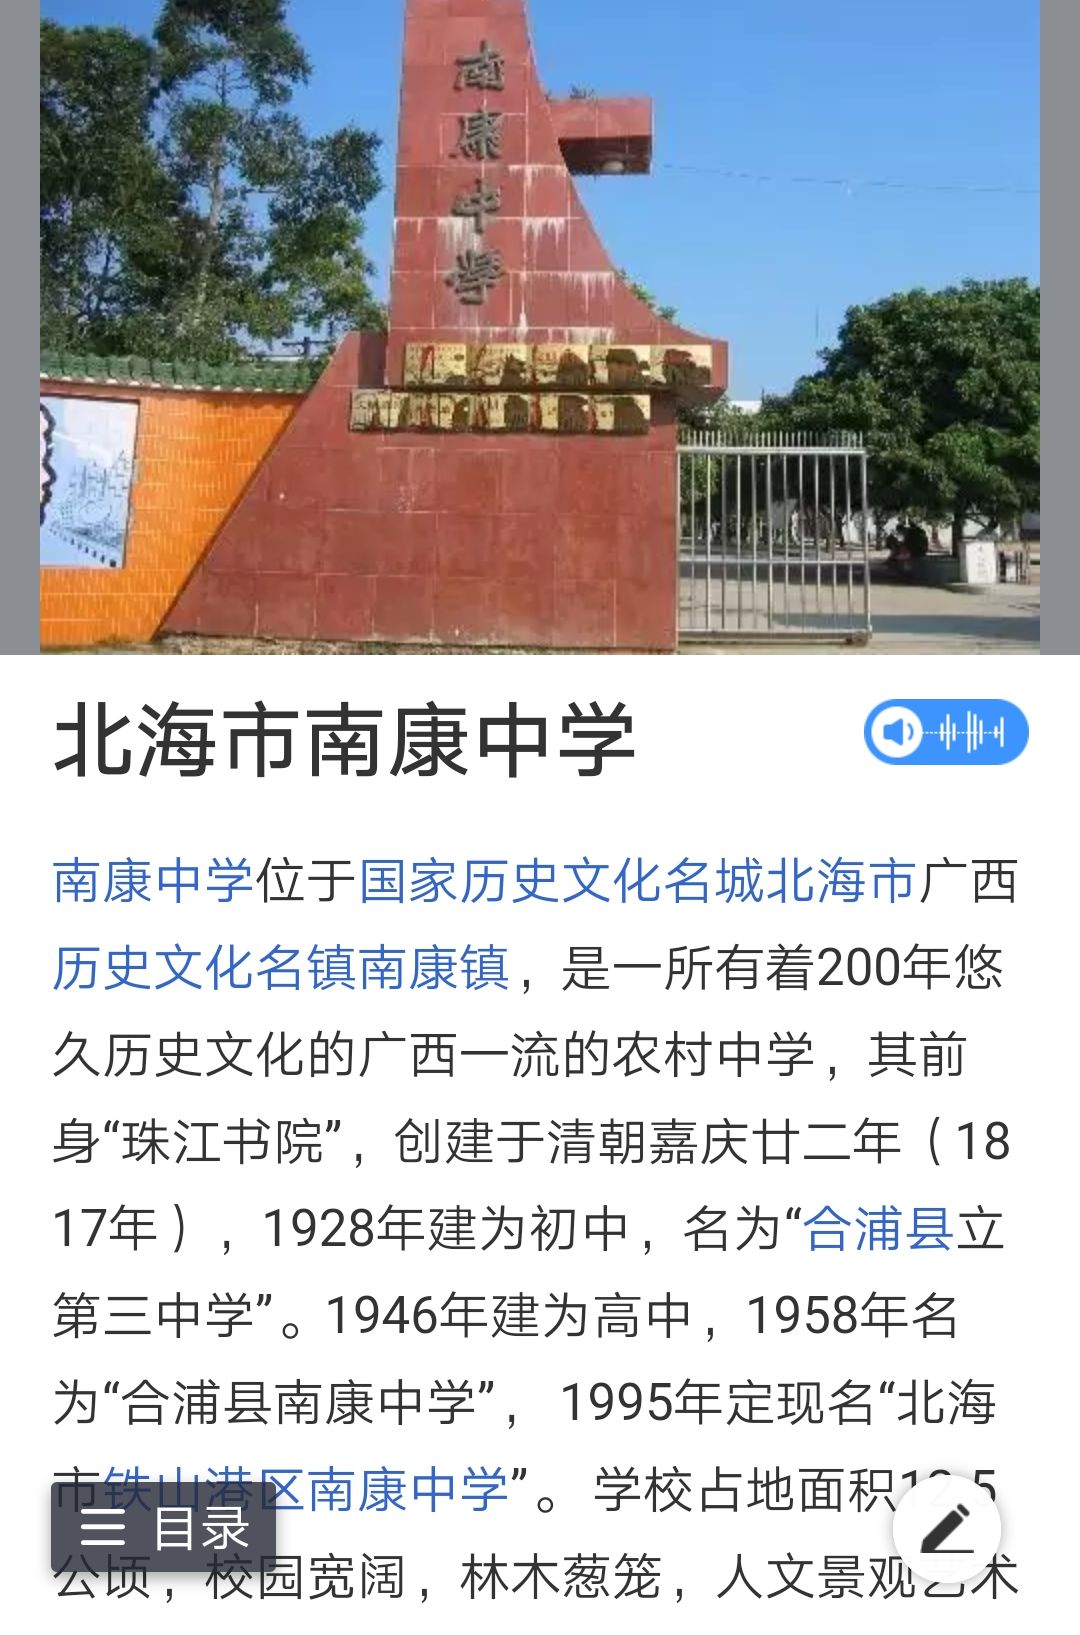 南
康
中
学
北海市南康中学
南康中学位于国家历史文化名城北海市广西
历史文化名镇南康镇，是一所有着200年悠
久历史文化的广西一流的农村中学，其前
身“珠江书院”，创建于清朝嘉庆廿二年（18
17年），1928年建为初中，名为“合浦县立
第三中学”。1946年建为高中，1958年名
为“合浦县南康中学”， 1995年定现名“北海
市铁山港区南康中学”。 学校占地面积12.5
公顷，校园宽阔，林木葱笼，人文景观艺术
目录